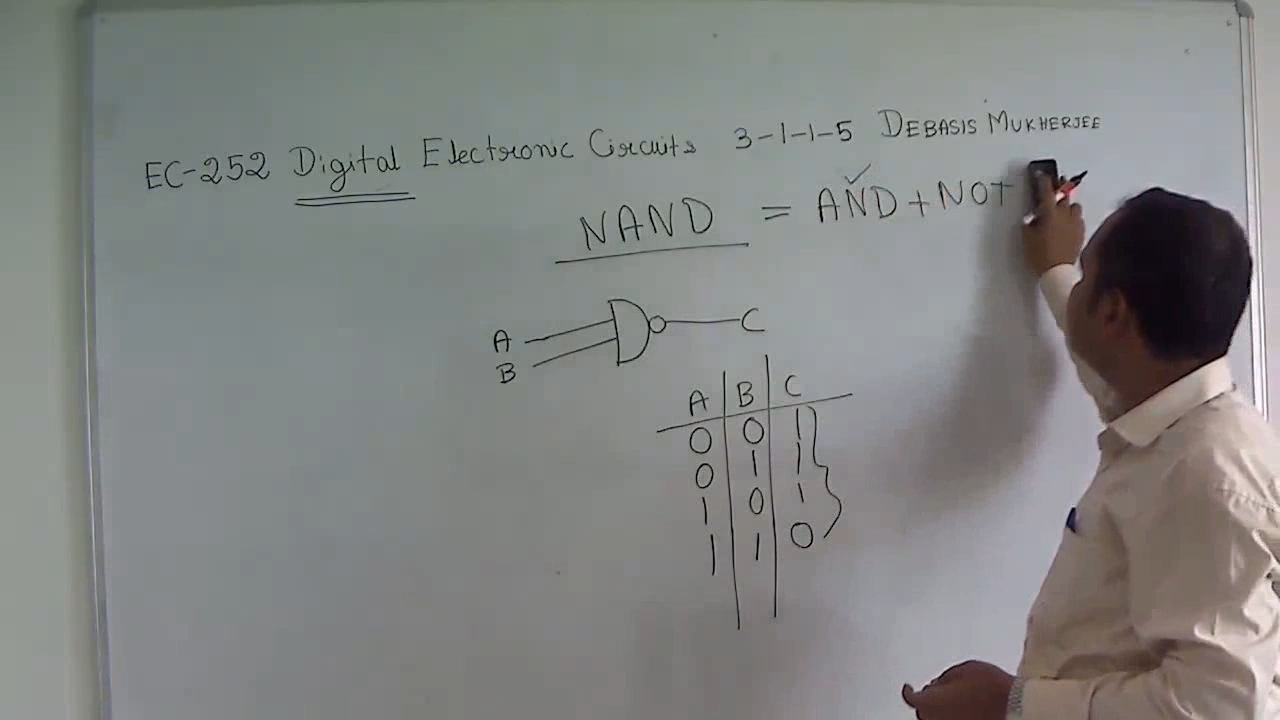 EC-252 Digital Electronic Circuits 3-1-1-5 DEBASIS MUKHERJEE
NAND = AND + NOT
A
B
C
A B C
0 0 1
0 1 1
1 0 1
1 1 0